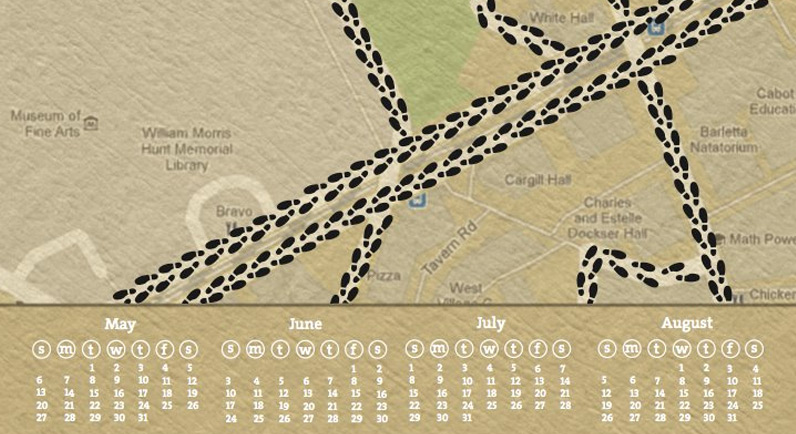 White Hall
Museum of
Fine Arts
William Morris
Hunt Memorial
Library
Cabot
Educati
Barletta
Natatorium
Cargill Hall
Charles
and Estelle
Dockser Hall
Bravo
Tavern Rd
Math Powe
Pizza
West
Village G
Chicken
May June July August
s m t w t f s s m t w t f s s m t w t f s s m t w t f s
1 2 3 4 5 1 2 1 2 3 4 5 6 7 1 2 3 4
6 7 8 9 10 11 12 3 4 5 6 7 8 9 8 9 10 11 12 13 14 5 6 7 8 9 10 11
13 14 15 16 17 18 19 10 11 12 13 14 15 16 15 16 17 18 19 20 21 12 13 14 15 16 17 18
20 21 22 23 24 25 26 17 18 19 20 21 22 23 22 23 24 25 26 27 28 19 20 21 22 23 24 25
27 28 29 30 31 24 25 26 27 28 29 30 29 30 31 26 27 28 29 30 31